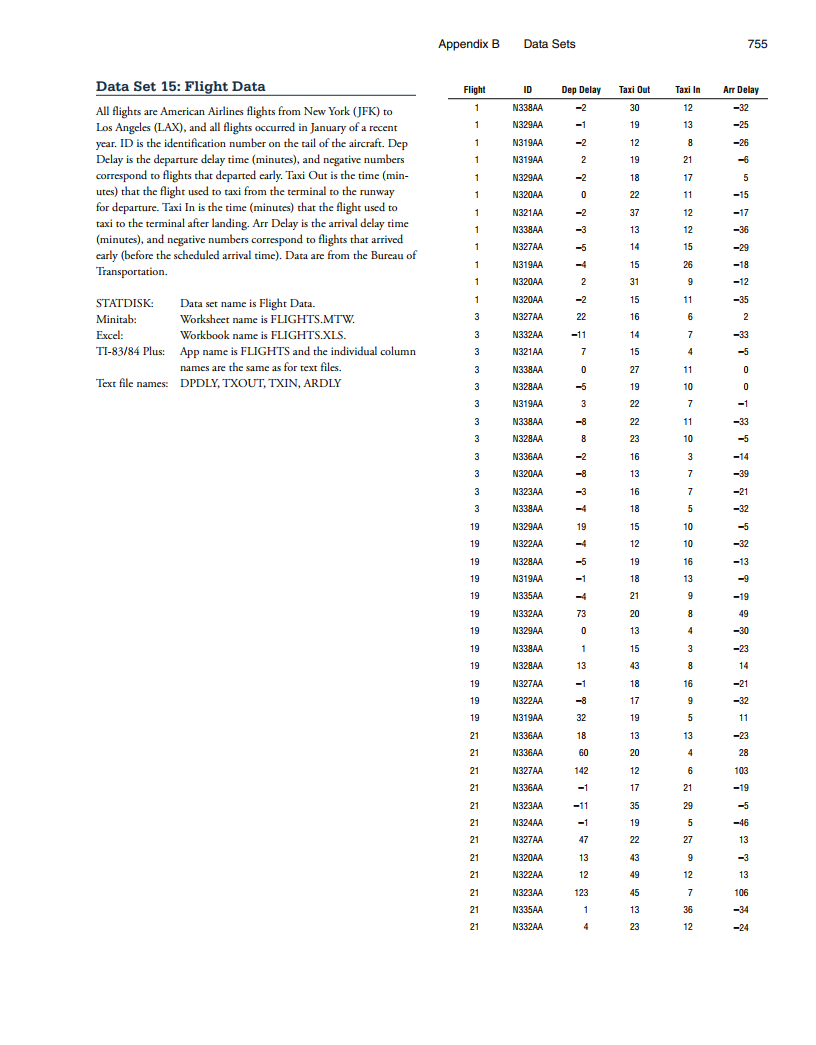 Appendix B Data Sets 755
Data Set 15: Flight Data
All flights are American Airlines flights from New York (JFK) to
Los Angeles (LAX), and all flights occurred in January of a recent
year. ID is the identification number on the tail of the aircraft. Dep
Delay is the departure delay time (minutes), and negative numbers
correspond to flights that departed early. Taxi Out is the time (min-
utes) that the flight used to taxi from the terminal to the runway
for departure. Taxi In is the time (minutes) that the flight used to
taxi to the terminal after landing. Arr Delay is the arrival delay time
(minutes), and negative numbers correspond to flights that arrived
early (before the scheduled arrival time). Data are from the Bureau of
Transportation.
STATDISK: Data set name is Flight Data.
Minitab: Worksheet name is FLIGHTS.MTW.
Excel: Workbook name is FLIGHTS.XLS.
TI-83/84 Plus: App name is FLIGHTS and the individual column
names are the same as for text files.
Text file names: DPDLY, TXOUT, TXIN, ARDLY
Flight ID Dep Delay Taxi Out Taxi In Arr Delay
1 N338AA −2 30 12 −32
1 N329AA −1 19 13 −25
1 N319AA −2 12 8 −26
1 N319AA 2 19 21 −6
1 N329AA −2 18 17 5
1 N320AA 0 22 11 −15
1 N321AA −2 37 12 −17
1 N338AA −3 13 12 −36
1 N327AA −5 14 15 −29
1 N319AA −4 15 26 −18
1 N320AA 2 31 9 −12
1 N320AA −2 15 11 −35
3 N327AA 22 16 6 2
3 N332AA −11 14 7 −33
3 N321AA 7 15 4 −5
3 N338AA 0 27 11 0
3 N328AA −5 19 10 0
3 N319AA 3 22 7 −1
3 N338AA −8 22 11 −33
3 N328AA 8 23 10 −5
3 N336AA −2 16 3 −14
3 N320AA −8 13 7 −39
3 N323AA −3 16 7 −21
3 N338AA −4 18 5 −32
19 N329AA 19 15 10 −5
19 N322AA −4 12 10 −32
19 N328AA −5 19 16 −13
19 N319AA −1 18 13 −9
19 N335AA −4 21 9 −19
19 N332AA 73 20 8 49
19 N329AA 0 13 4 −30
19 N338AA 1 15 3 −23
19 N328AA 13 43 8 14
19 N327AA −1 18 16 −21
19 N322AA −8 17 9 −32
19 N319AA 32 19 5 11
21 N336AA 18 13 13 −23
21 N336AA 60 20 4 28
21 N327AA 142 12 6 103
21 N336AA −1 17 21 −19
21 N323AA −11 35 29 −5
21 N324AA −1 19 5 −46
21 N327AA 47 22 27 13
21 N320AA 13 43 9 −3
21 N322AA 12 49 12 13
21 N323AA 123 45 7 106
21 N335AA 1 13 36 −34
21 N332AA 4 23 12 −24